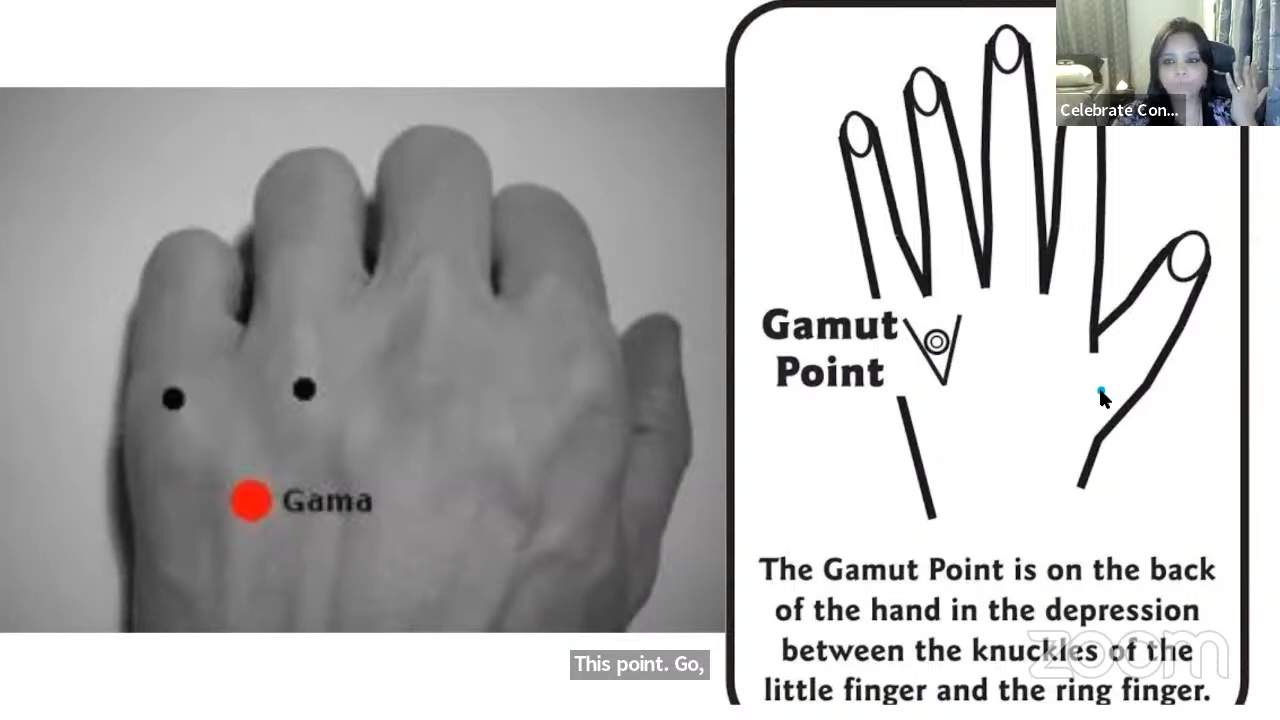 Celebrate Con...
Gamut
Point
Gama
The Gamut Point is on the back
of the hand in the depression
between the knuckles of the
little finger and the ring finger.
zoom
This point. Go,